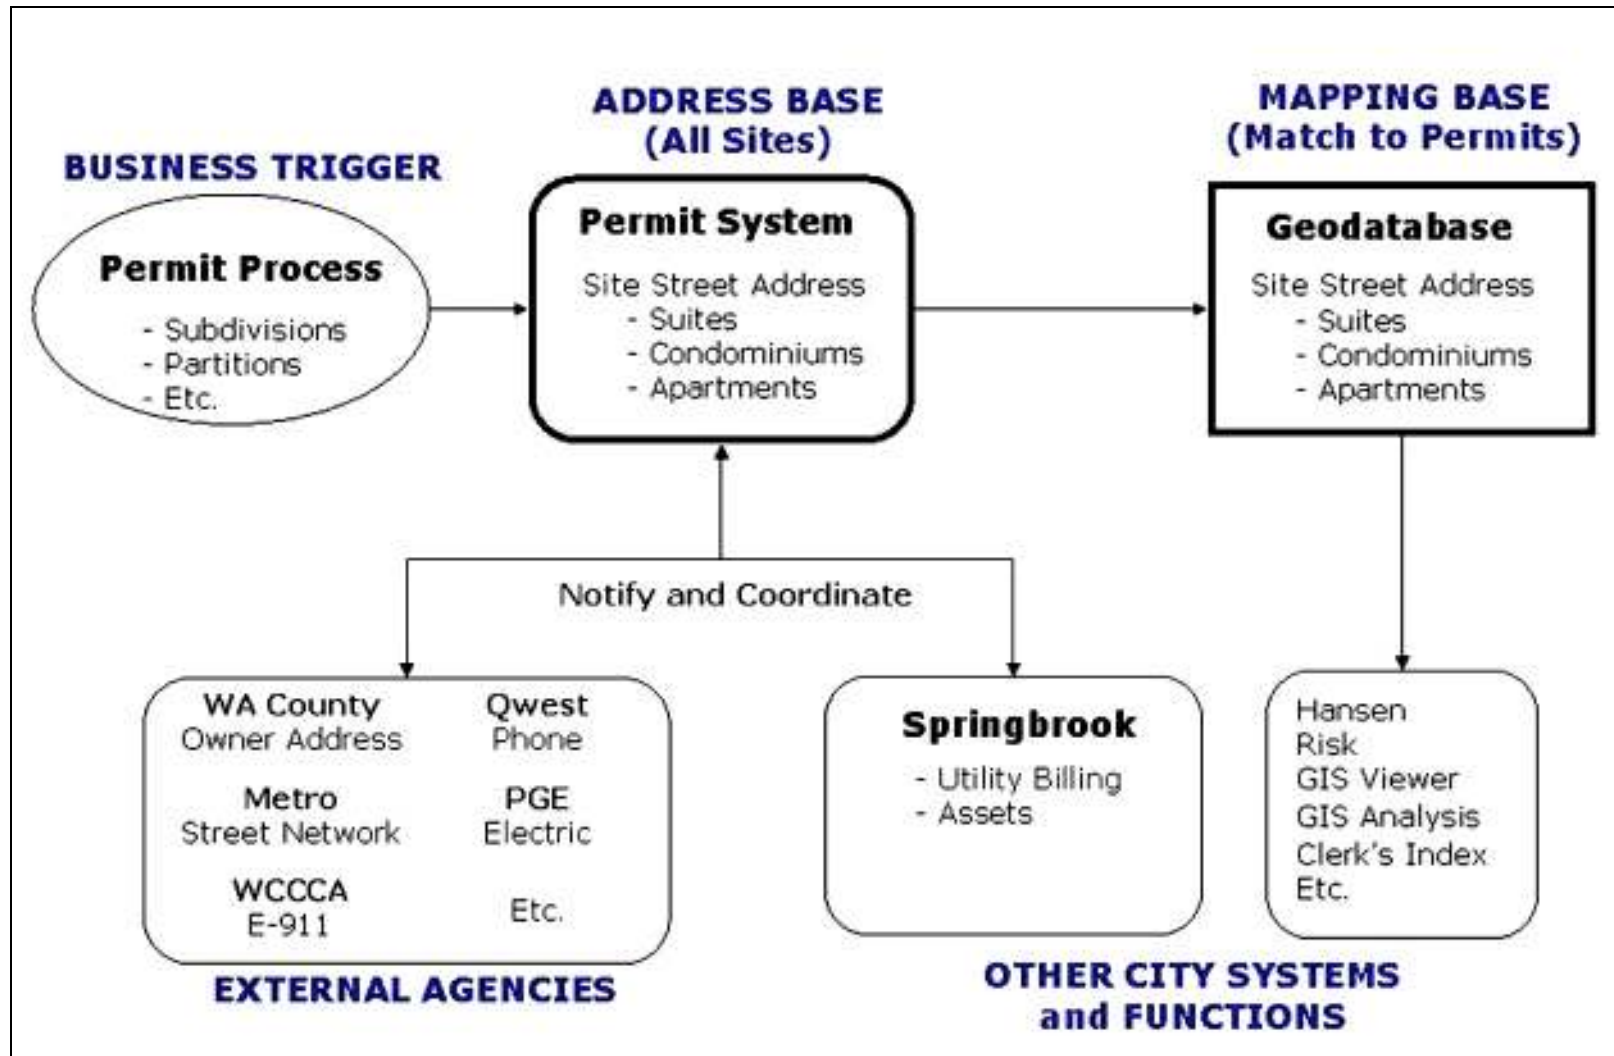 BUSINESS TRIGGER
Permit Process
- Subdivisions
- Partitions
- Etc.
ADDRESS BASE
(All Sites)
Permit System
Site Street Address
- Suites
- Condominiums
- Apartments
MAPPING BASE
(Match to Permits)
Geodatabase
Site Street Address
- Suites
- Condominiums
- Apartments
Notify and Coordinate
WA County
Owner Address
Qwest
Phone
Metro
Street Network
PGE
Electric
WCCCA
E-911
Etc.
EXTERNAL AGENCIES
Springbrook
- Utility Billing
- Assets
Hansen
Risk
GIS Viewer
GIS Analysis
Clerk's Index
Etc.
OTHER CITY SYSTEMS
and FUNCTIONS